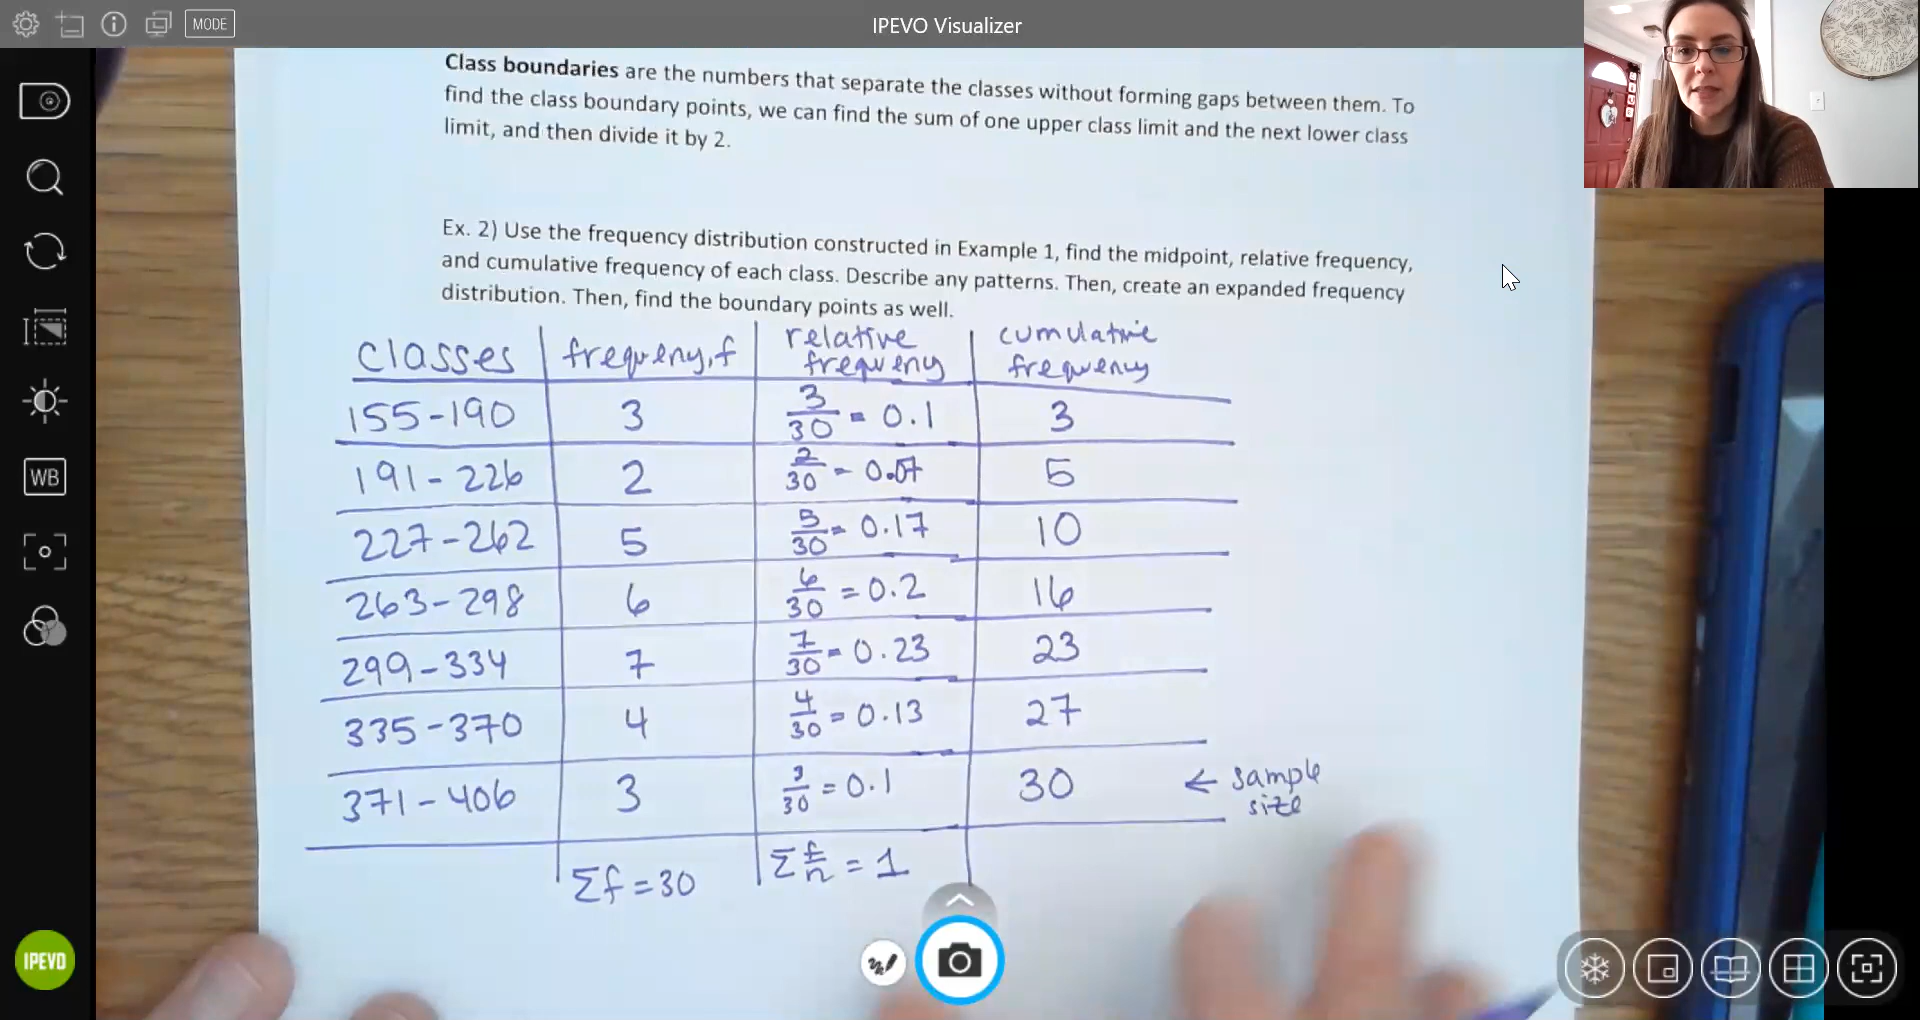 IPEVO Visualizer
MODE
Class boundaries are the numbers that separate the classes without forming gaps between them. To
find the class boundary points, we can find the sum of one upper class limit and the next lower class
limit, and then divide it by 2.
Ex. 2) Use the frequency distribution constructed in Example 1, find the midpoint, relative frequency,
and cumulative frequency of each class. Describe any patterns. Then, create an expanded frequency
distribution. Then, find the boundary points as well.
classes frequeny, f relative frequeny cumulative frequency
155-190 3 3/30 = 0.1 3
191-226 2 2/30 = 0.07 5
227-262 5 5/30 = 0.17 10
263-298 6 6/30 = 0.2 16
299-334 7 7/30 = 0.23 23
335-370 4 4/30 = 0.13 27
371-406 3 3/30 = 0.1 30 ← sample size
Σf = 30 Σ f/n = 1
WB
IPEVO